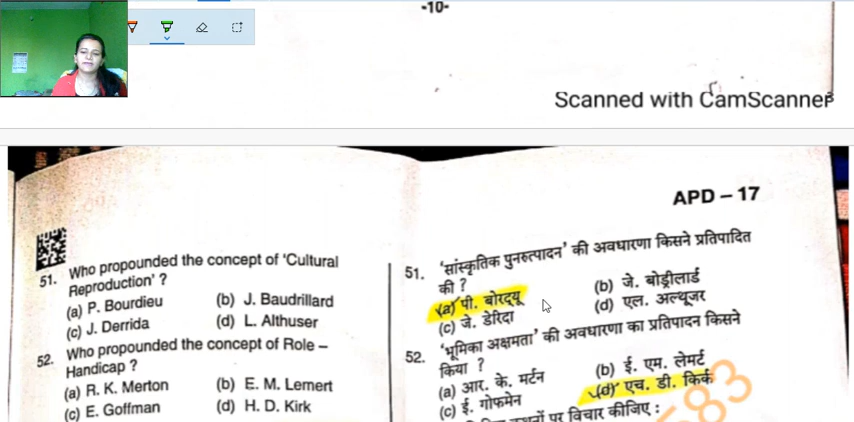 -10-
Scanned with CamScanner
APD – 17
51. Who propounded the concept of ‘Cultural
Reproduction’ ?
(a) P. Bourdieu (b) J. Baudrillard
(c) J. Derrida (d) L. Althuser
52. Who propounded the concept of Role –
Handicap ?
(a) R. K. Merton (b) E. M. Lemert
(c) E. Goffman (d) H. D. Kirk
51. ‘सांस्कृतिक पुनरुत्पादन’ की अवधारणा किसने प्रतिपादित
की ?
(a) पी. बोरद्यू (b) जे. बोड्रीलार्ड
(c) जे. डेरिदा (d) एल. अल्थूजर
52. ‘भूमिका अक्षमता’ की अवधारणा का प्रतिपादन किसने
किया ?
(a) आर. के. मर्टन (b) ई. एम. लेमर्ट
(c) ई. गोफमेन (d) एच. डी. किर्क
पर विचार कीजिए :
583